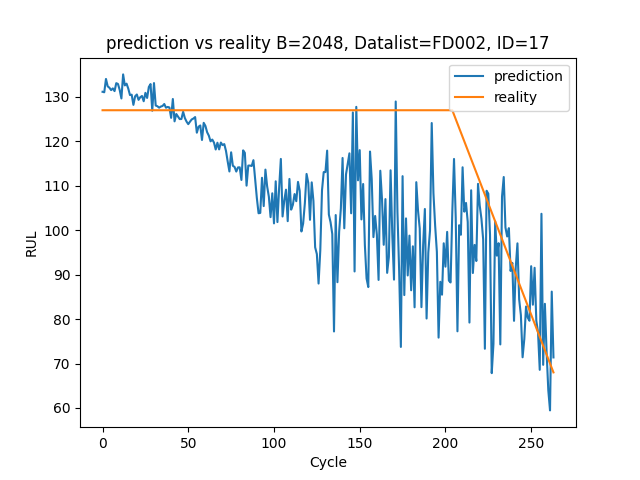 prediction vs reality B=2048, Datalist=FD002, ID=17
prediction
reality
RUL
130
120
110
100
90
80
70
60
0 50 100 150 200 250
Cycle